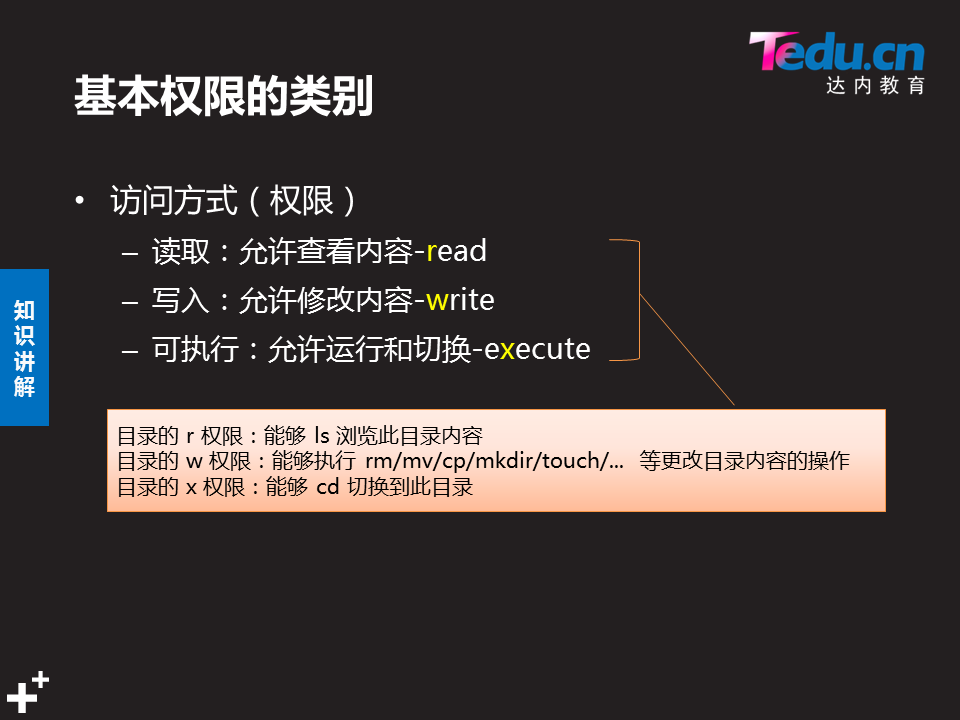 Tedu.cn
达内教育
基本权限的类别
• 访问方式（权限）
– 读取：允许查看内容-read
– 写入：允许修改内容-write
– 可执行：允许运行和切换-execute
知识讲解
目录的 r 权限：能够 ls 浏览此目录内容
目录的 w 权限：能够执行 rm/mv/cp/mkdir/touch/... 等更改目录内容的操作
目录的 x 权限：能够 cd 切换到此目录